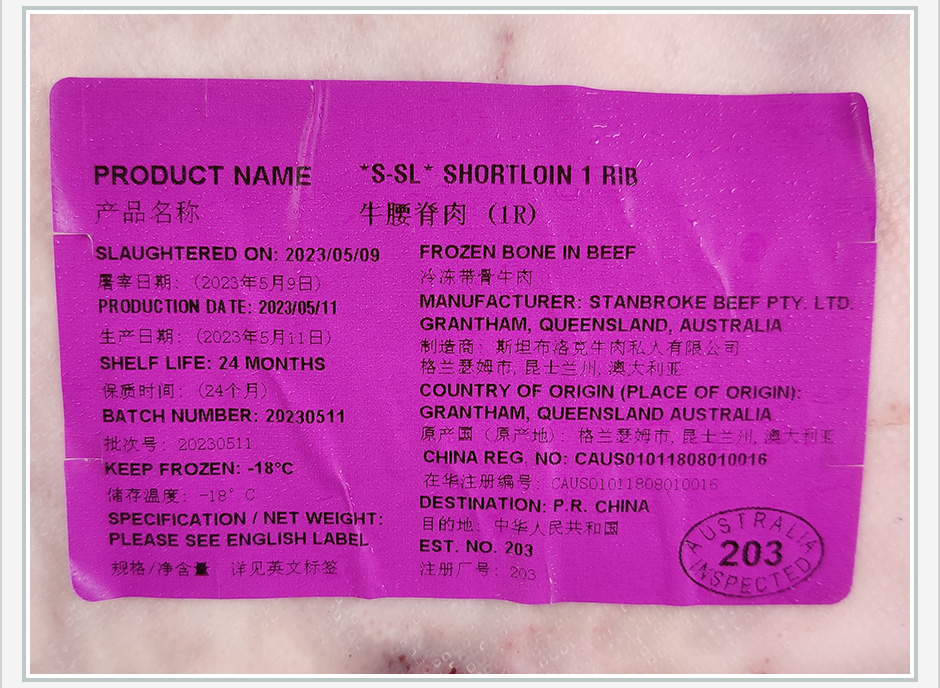 PRODUCT NAME *S-SL* SHORTLOIN 1 RIB
产品名称 牛腰脊肉 (1R)
SLAUGHTERED ON: 2023/05/09
屠宰日期: (2023年5月9日)
PRODUCTION DATE: 2023/05/11
生产日期: (2023年5月11日)
SHELF LIFE: 24 MONTHS
保质时间: (24个月)
BATCH NUMBER: 20230511
批次号: 20230511
KEEP FROZEN: -18°C
储存温度: -18°C
SPECIFICATION / NET WEIGHT:
PLEASE SEE ENGLISH LABEL
规格/净含量 详见英文标签
FROZEN BONE IN BEEF
冷冻带骨牛肉
MANUFACTURER: STANBROKE BEEF PTY. LTD.
GRANTHAM, QUEENSLAND, AUSTRALIA
制造商: 斯坦布洛克牛肉私人有限公司
格兰瑟姆市, 昆士兰州, 澳大利亚
COUNTRY OF ORIGIN (PLACE OF ORIGIN):
GRANTHAM, QUEENSLAND AUSTRALIA
原产国 (原产地): 格兰瑟姆市, 昆士兰州, 澳大利亚
CHINA REG. NO: CAUS01011808010016
在华注册编号: CAUS01011808010016
DESTINATION: P.R. CHINA
目的地: 中华人民共和国
EST. NO. 203
注册厂号: 203
AUSTRALIA
203
INSPECTED